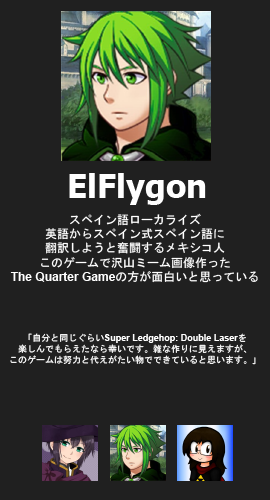 ElFlygon
スペイン語ローカライズ
英語からスペイン式スペイン語に
翻訳しようと奮闘するメキシコ人
このゲームで沢山ミーム画像作った
The Quarter Gameの方が面白いと思っている
「自分と同じぐらいSuper Ledgehop: Double Laserを
楽しんでもらえたなら幸いです。雑な作りに見えますが、
このゲームは努力と代えがたい物でできていると思います。」